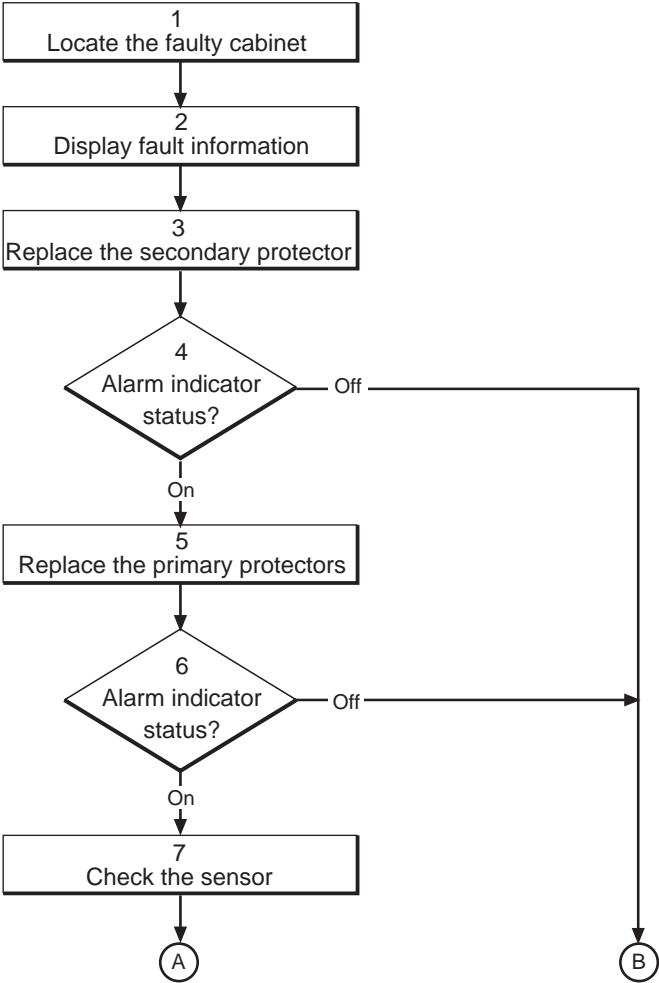 1
Locate the faulty cabinet
2
Display fault information
3
Replace the secondary protector
4
Alarm indicator
status?
Off
On
5
Replace the primary protectors
6
Alarm indicator
status?
Off
On
7
Check the sensor
A
B